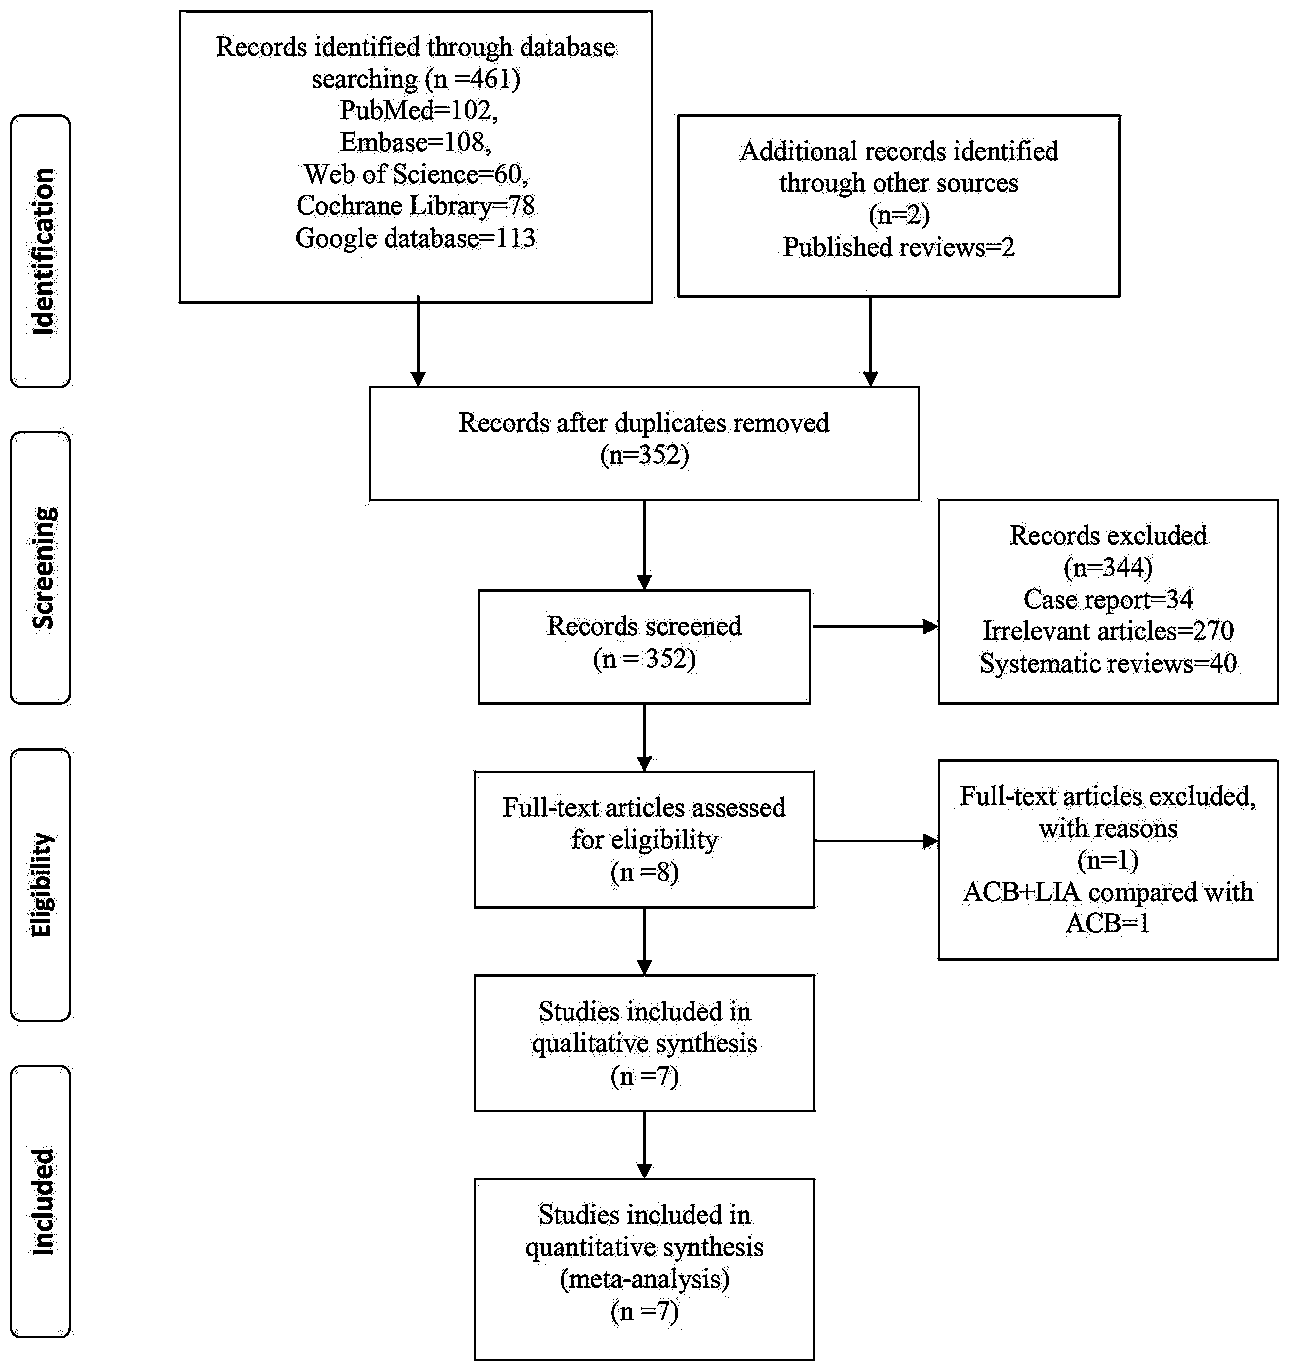 Records identified through database
searching (n =461)
PubMed=102,
Embase=108,
Web of Science=60,
Cochrane Library=78
Google database=113
Additional records identified
through other sources
(n=2)
Published reviews=2
Identification
Records after duplicates removed
(n=352)
Screening
Records screened
(n = 352)
Records excluded
(n=344)
Case report=34
Irrelevant articles=270
Systematic reviews=40
Eligibility
Full-text articles assessed
for eligibility
(n =8)
Full-text articles excluded,
with reasons
(n=1)
ACB+LIA compared with
ACB=1
Studies included in
qualitative synthesis
(n =7)
Included
Studies included in
quantitative synthesis
(meta-analysis)
(n =7)